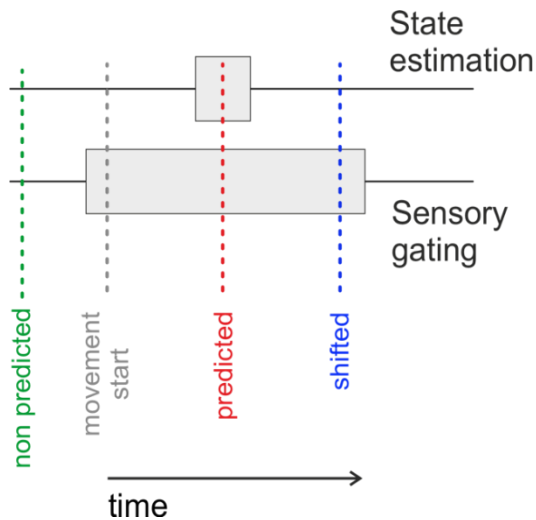 State
estimation
Sensory
gating
non predicted
movement
start
predicted
shifted
time